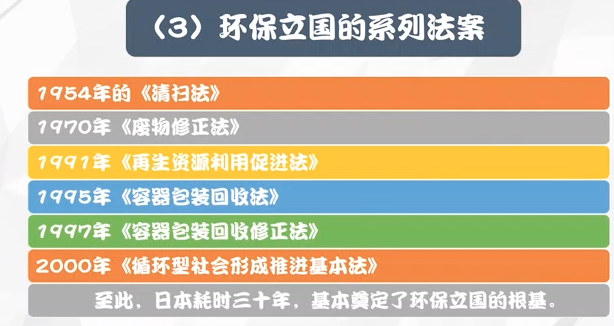 （3）环保立国的系列法案
1954年的《清扫法》
1970年《废物修正法》
1991年《再生资源利用促进法》
1995年《容器包装回收法》
1997年《容器包装回收修正法》
2000年《循环型社会形成推进基本法》
至此，日本耗时三十年，基本奠定了环保立国的根基。